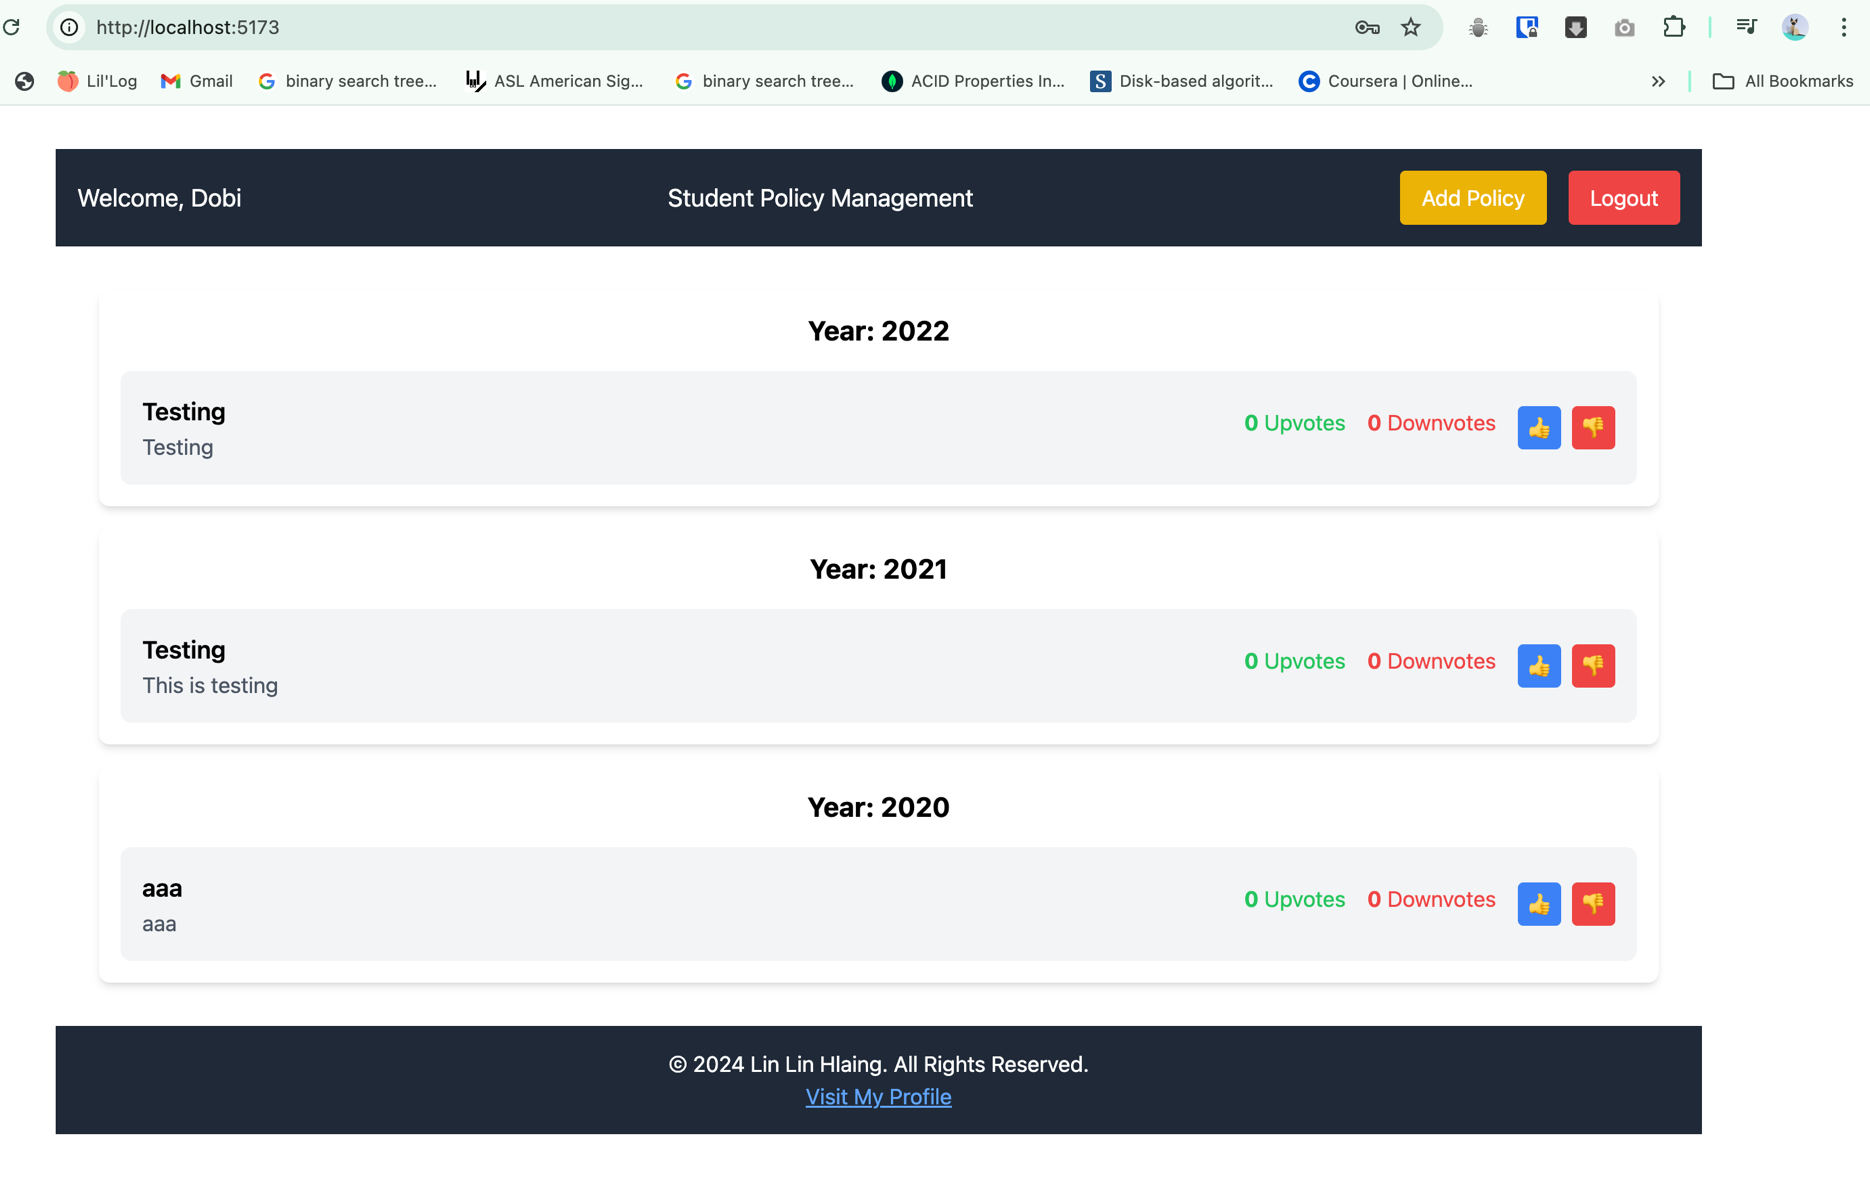 http://localhost:5173
Lil'Log
Gmail
binary search tree...
ASL American Sig...
binary search tree...
ACID Properties In...
Disk-based algorit...
Coursera | Online...
All Bookmarks
Welcome, Dobi
Student Policy Management
Add Policy
Logout
Year: 2022
Testing
Testing
0 Upvotes
0 Downvotes
Year: 2021
Testing
This is testing
0 Upvotes
0 Downvotes
Year: 2020
aaa
aaa
0 Upvotes
0 Downvotes
© 2024 Lin Lin Hlaing. All Rights Reserved.
Visit My Profile